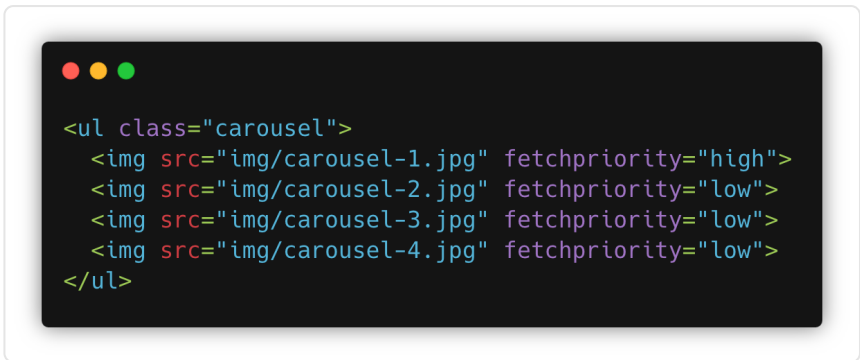 <ul class="carousel">
  <img src="img/carousel-1.jpg" fetchpriority="high">
  <img src="img/carousel-2.jpg" fetchpriority="low">
  <img src="img/carousel-3.jpg" fetchpriority="low">
  <img src="img/carousel-4.jpg" fetchpriority="low">
</ul>